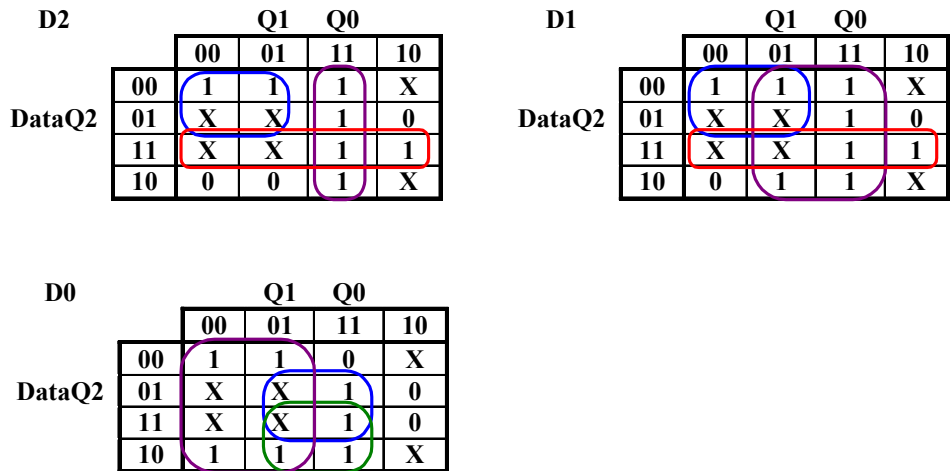 D2 Q1 Q0
00 01 11 10
00 1 1 1 X
DataQ2 01 X X 1 0
11 X X 1 1
10 0 0 1 X
D1 Q1 Q0
00 01 11 10
00 1 1 1 X
DataQ2 01 X X 1 0
11 X X 1 1
10 0 1 1 X
D0 Q1 Q0
00 01 11 10
00 1 1 0 X
DataQ2 01 X X 1 0
11 X X 1 0
10 1 1 1 X